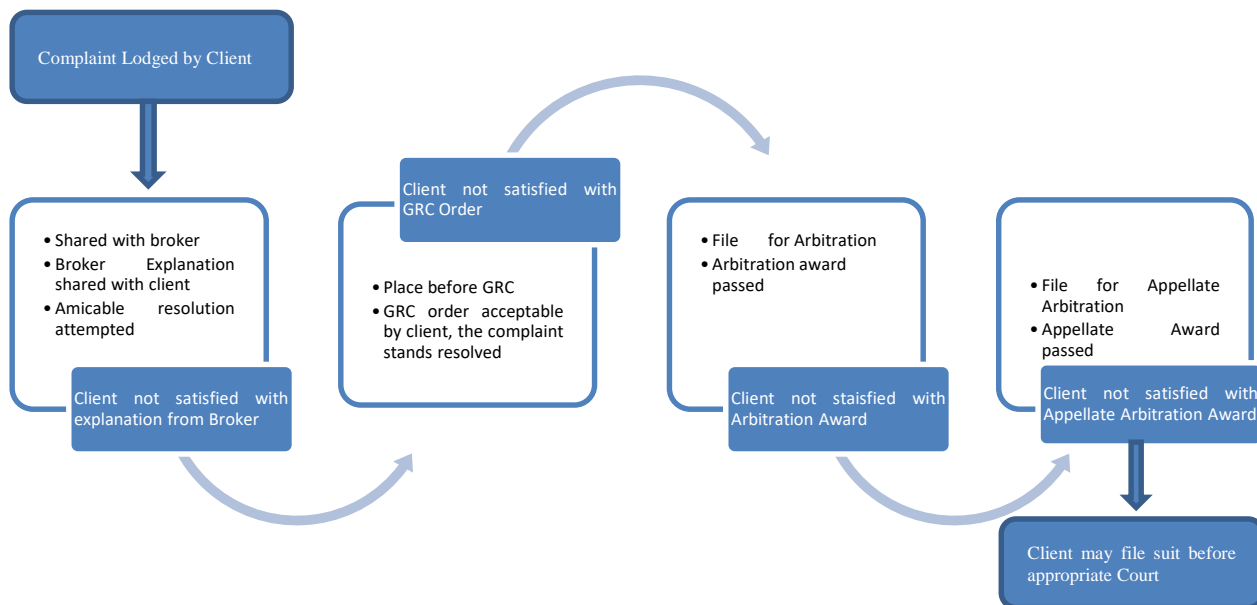 Complaint Lodged by Client
• Shared with broker
• Broker Explanation
shared with client
• Amicable resolution
attempted
Client not satisfied with
explanation from Broker
Client not satisfied with
GRC Order
• Place before GRC
• GRC order acceptable
by client, the complaint
stands resolved
• File for Arbitration
• Arbitration award
passed
Client not staisfied with
Arbitration Award
• File for Appellate
Arbitration
• Appellate Award
passed
Client not satisfied with
Appellate Arbitration Award
Client may file suit before
appropriate Court